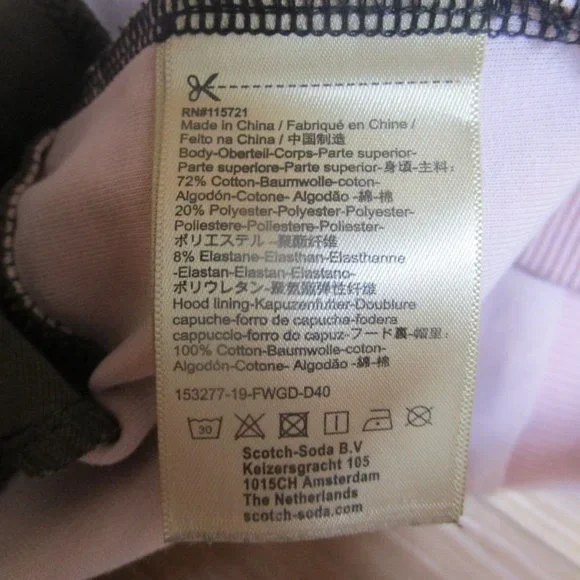 RN#115721
Made in China / Fabriqué en Chine /
Feito na China / 中国制造
Body-Oberteil-Corps-Parte superior-
Parte superiore-Parte superior-身頃-主料:
72% Cotton-Baumwolle-coton-
Algodón-Cotone- Algodão -綿-棉
20% Polyester-Polyester-Polyester-
Poliestere-Poliestere-Poliestere-
ポリエステル -聚酯纤维
8% Elastane-Elasthan-Elasthanne
-Elastan-Elastan-Elastano-
ポリウレタン-聚氨酯弹性纤维
Hood lining-Kapuzenfutter-Doublure
capuche-forro de capucha-fodera
cappuccio-forro do capuz-フード裏-帽里:
100% Cotton-Baumwolle-coton-
Algodón-Cotone- Algodão -綿-棉
153277-19-FWGD-D40
30
Scotch-Soda B.V
Keizersgracht 105
1015CH Amsterdam
The Netherlands
scotch-soda.com